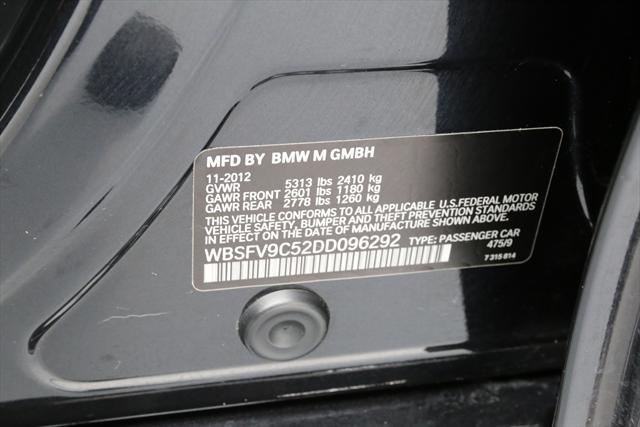 MFD BY BMW M GMBH
11-2012
GVWR 5313 lbs 2410 kg
GAWR FRONT 2601 lbs 1180 kg
GAWR REAR 2778 lbs 1260 kg
THIS VEHICLE CONFORMS TO ALL APPLICABLE U.S.FEDERAL MOTOR
VEHICLE SAFETY, BUMPER AND THEFT PREVENTION STANDARDS
IN EFFECT ON THE DATE OF MANUFACTURE SHOWN ABOVE.
WBSFV9C52DD096292 TYPE: PASSENGER CAR
475/9
7 315 814